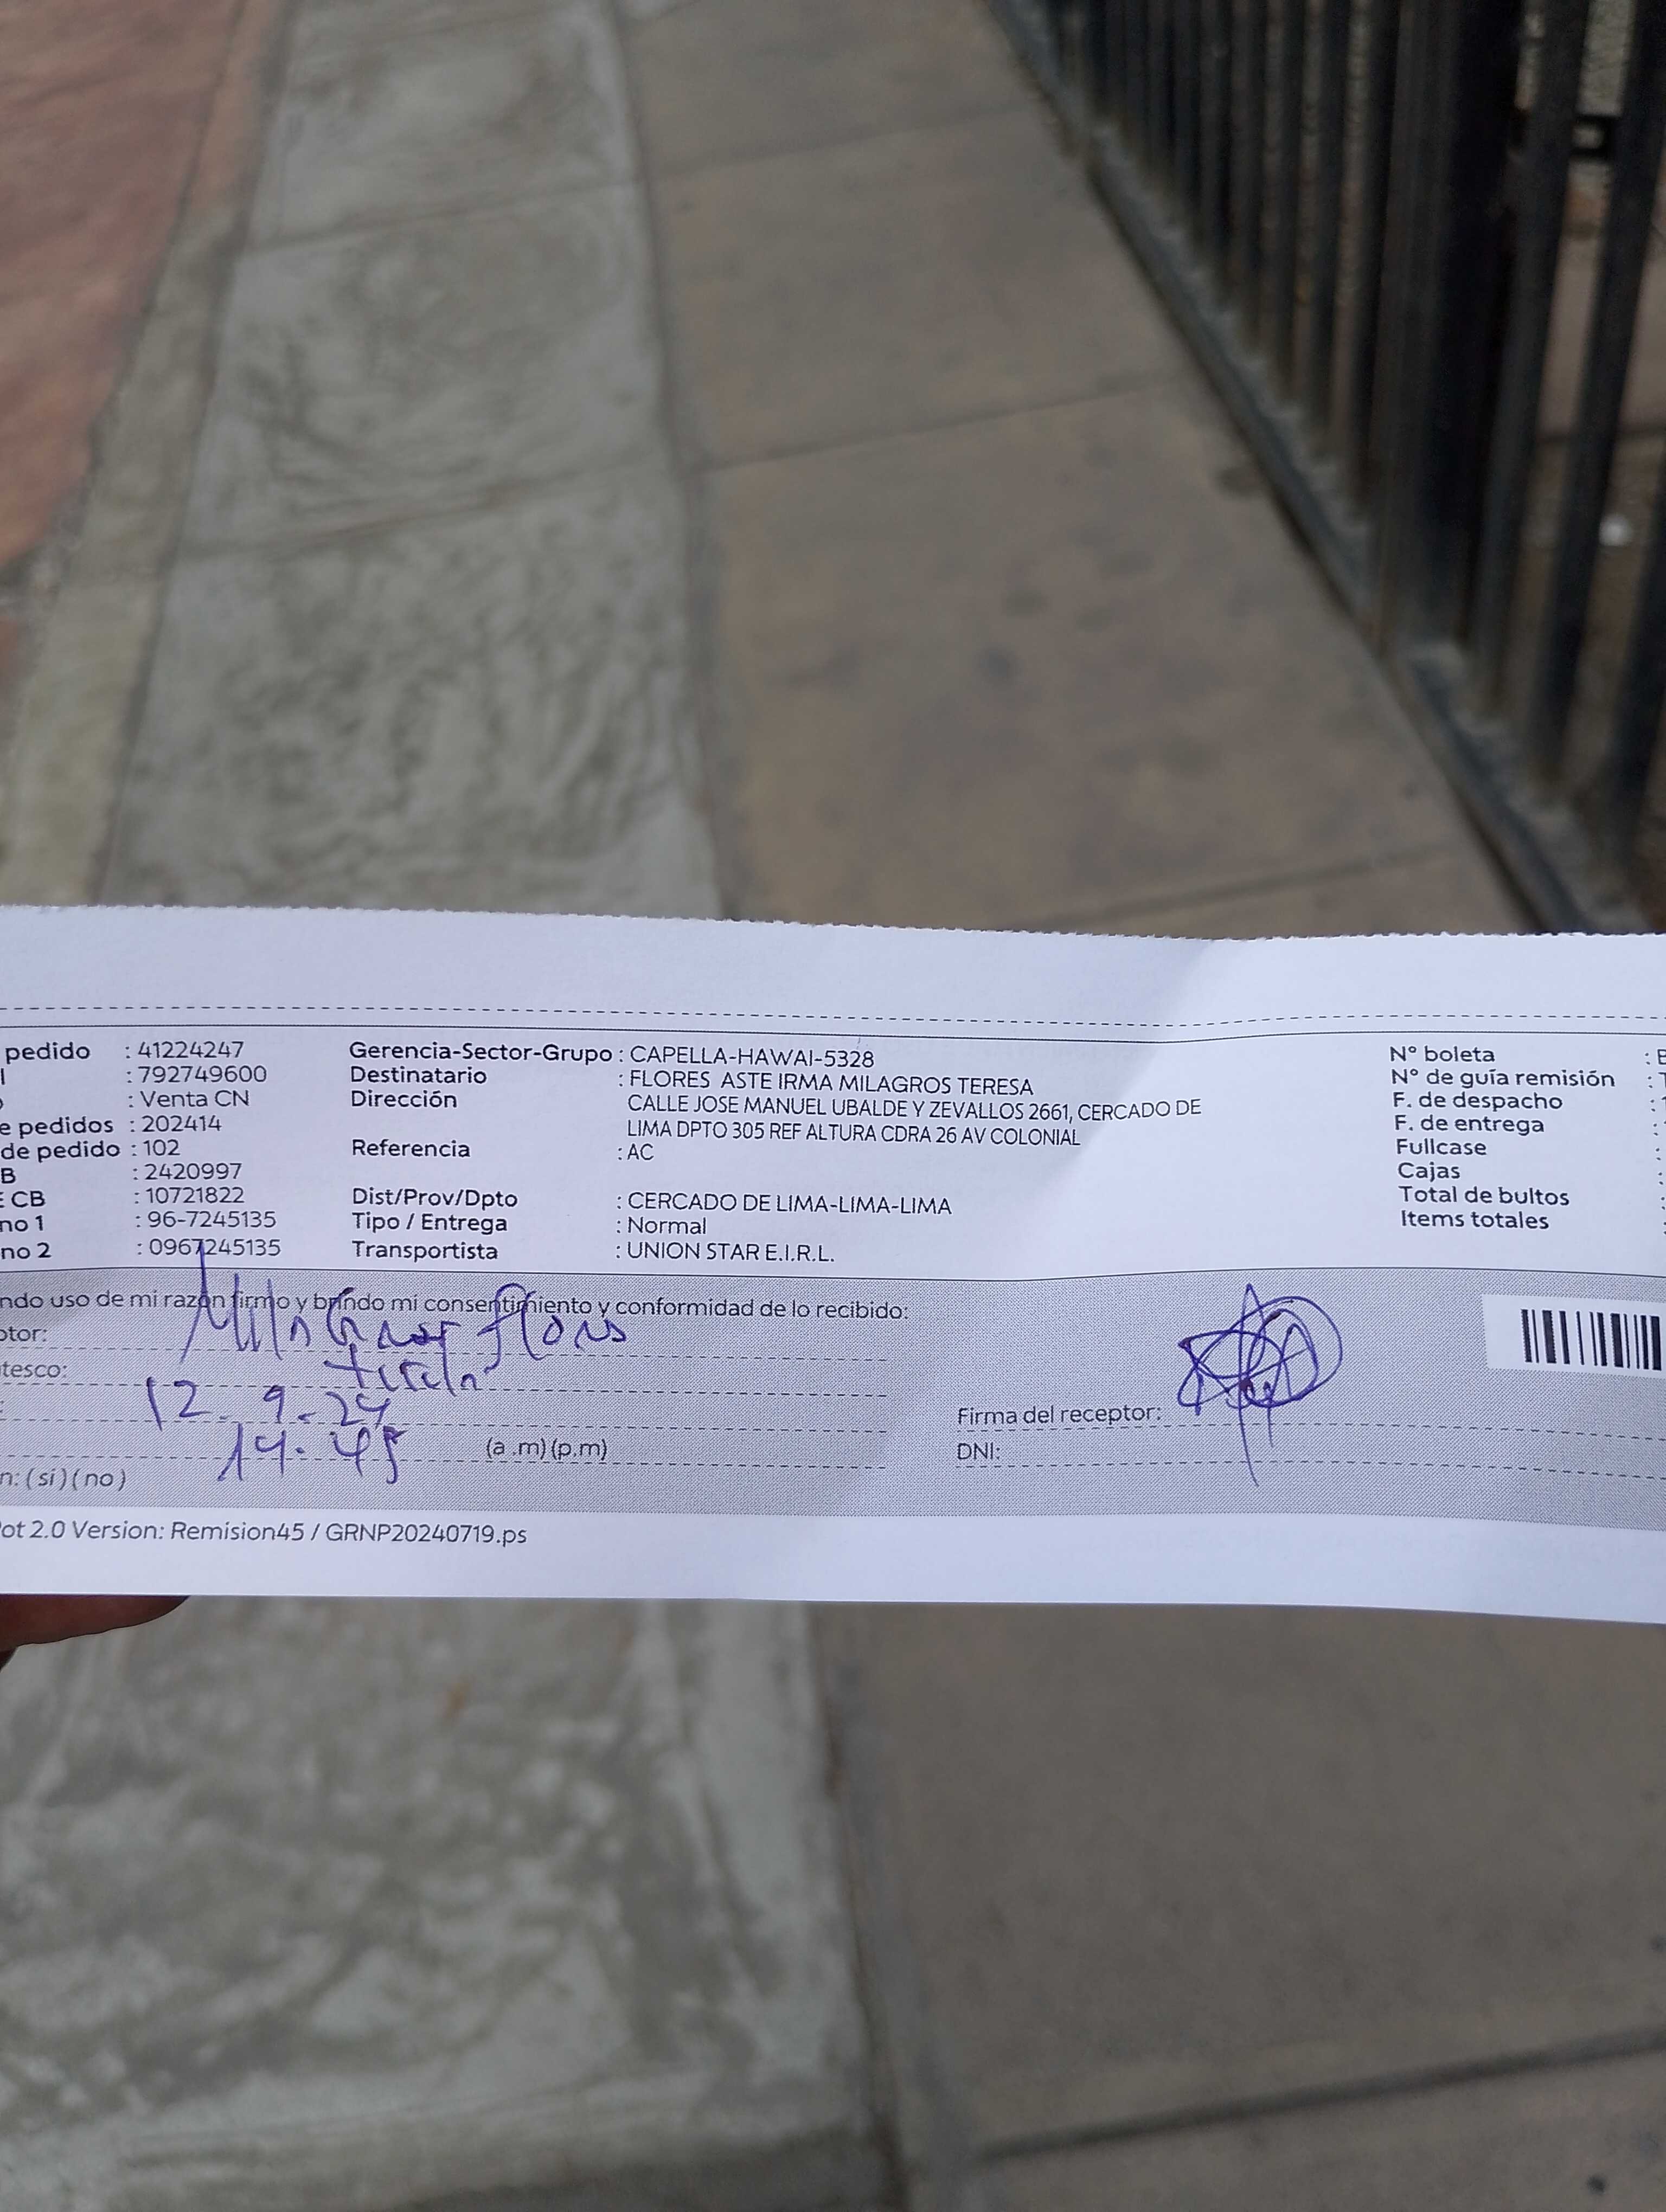 pedido : 41224247 Gerencia-Sector-Grupo : CAPELLA-HAWAI-5328 N° boleta :
: 792749600 Destinatario : FLORES ASTE IRMA MILAGROS TERESA N° de guía remisión :
: Venta CN Dirección CALLE JOSE MANUEL UBALDE Y ZEVALLOS 2661, CERCADO DE F. de despacho :
e pedidos : 202414 LIMA DPTO 305 REF ALTURA CDRA 26 AV COLONIAL F. de entrega
de pedido : 102 Referencia : AC Fullcase :
B : 2420997 Cajas
CB : 10721822 Dist/Prov/Dpto : CERCADO DE LIMA-LIMA-LIMA Total de bultos
no 1 : 96-7245135 Tipo / Entrega : Normal Items totales
no 2 : 0967245135 Transportista : UNION STAR E.I.R.L.
ndo uso de mi razón firmo y brindo mi consentimiento y conformidad de lo recibido:
ptor: Milagros flores
tesco: titular
12.9.24 Firma del receptor:
14.45 (a .m) (p.m) DNI:
n: ( si ) ( no )
ot 2.0 Version: Remision45 / GRNP20240719.ps